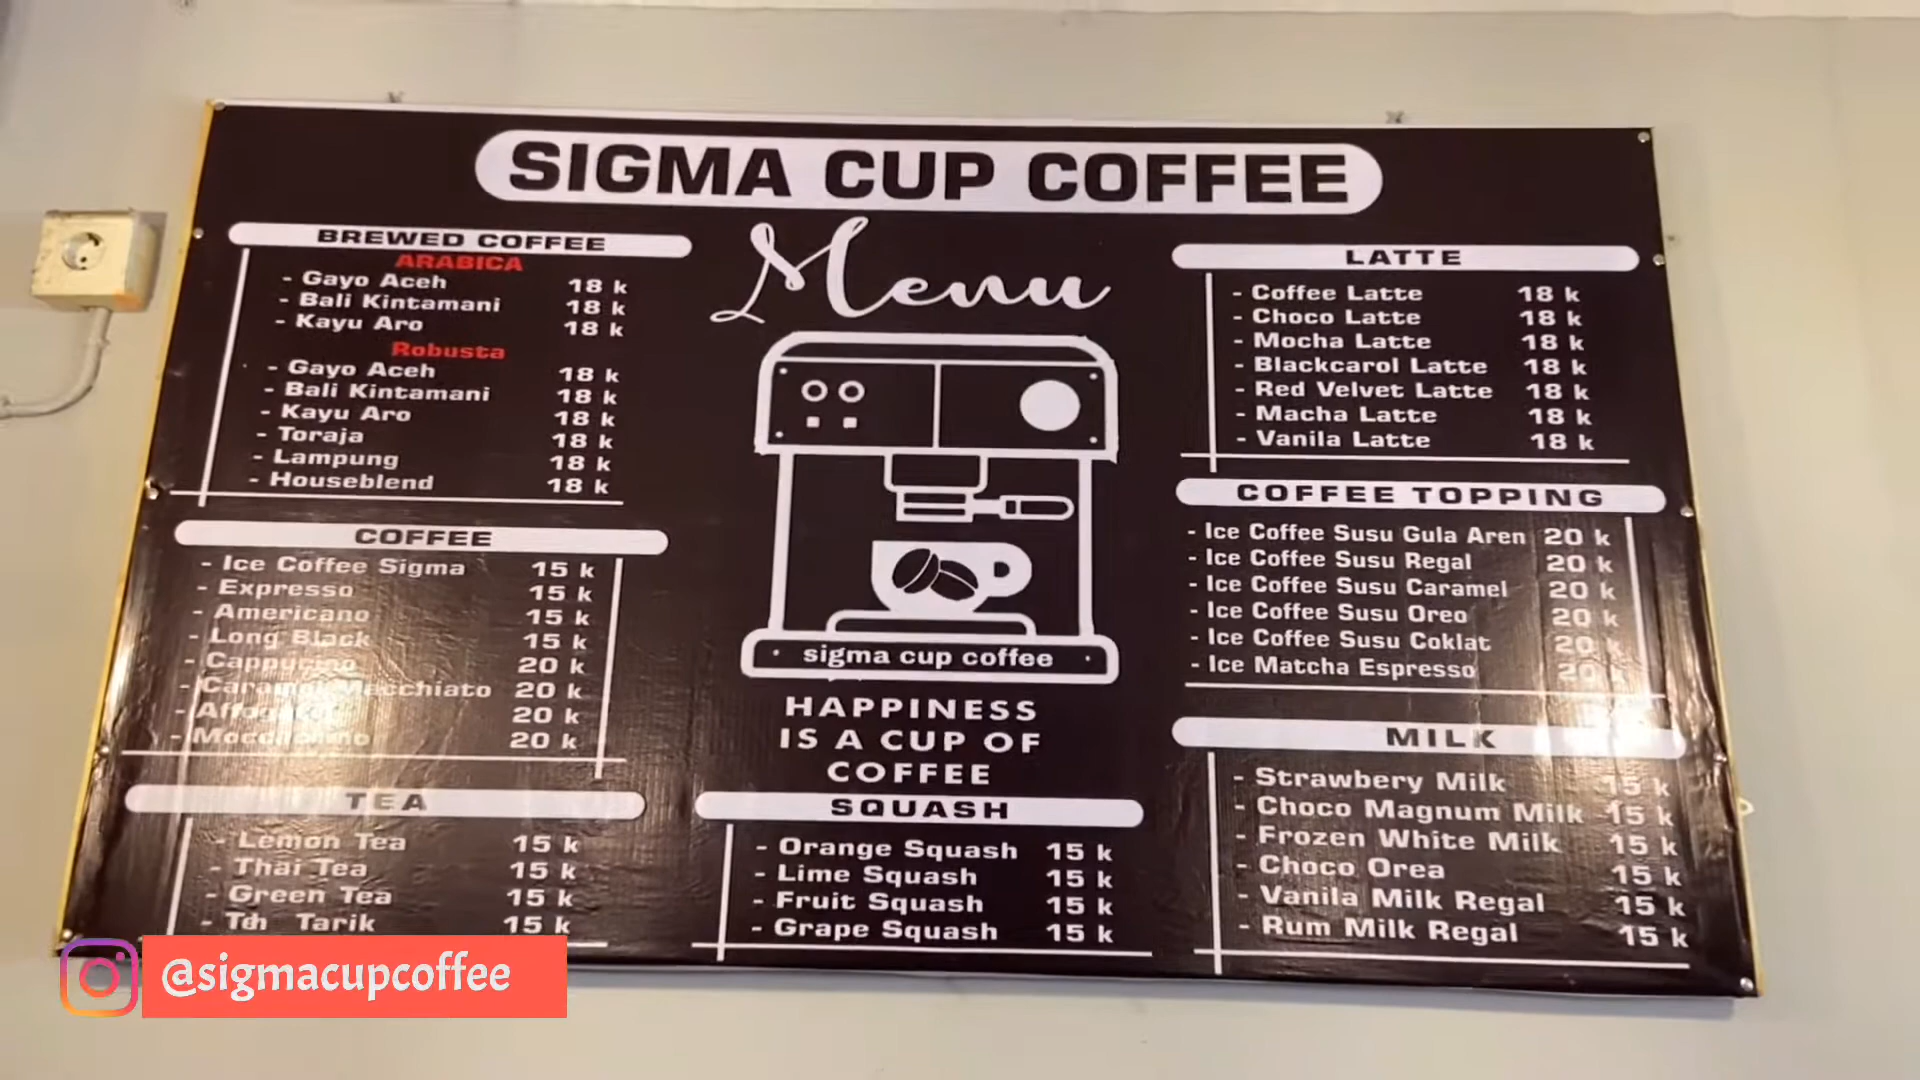 SIGMA CUP COFFEE
Menu
BREWED COFFEE
ARABICA
- Gayo Aceh 18 k
- Bali Kintamani 18 k
- Kayu Aro 18 k
Robusta
- Gayo Aceh 18 k
- Bali Kintamani 18 k
- Kayu Aro 18 k
- Toraja 18 k
- Lampung 18 k
- Houseblend 18 k
COFFEE
- Ice Coffee Sigma 15 k
- Expresso 15 k
- Americano 15 k
- Long Black 15 k
- Cappucino 20 k
- Caramel Macchiato 20 k
- 20 k
- 20 k
TEA
- Lemon Tea 15 k
- Thai Tea 15 k
- Green Tea 15 k
- Tarik 15 k
sigma cup coffee
HAPPINESS
IS A CUP OF
COFFEE
SQUASH
- Orange Squash 15 k
- Lime Squash 15 k
- Fruit Squash 15 k
- Grape Squash 15 k
LATTE
- Coffee Latte 18 k
- Choco Latte 18 k
- Mocha Latte 18 k
- Blackcarol Latte 18 k
- Red Velvet Latte 18 k
- Macha Latte 18 k
- Vanila Latte 18 k
COFFEE TOPPING
- Ice Coffee Susu Gula Aren 20 k
- Ice Coffee Susu Regal 20 k
- Ice Coffee Susu Caramel 20 k
- Ice Coffee Susu Oreo 20 k
- Ice Coffee Susu Coklat 20 k
- Ice Matcha Espresso 20 k
MILK
- Strawbery Milk 15 k
- Choco Magnum Milk 15 k
- Frozen White Milk 15 k
- Choco Orea 15 k
- Vanila Milk Regal 15 k
- Rum Milk Regal 15 k
@sigmacupcoffee